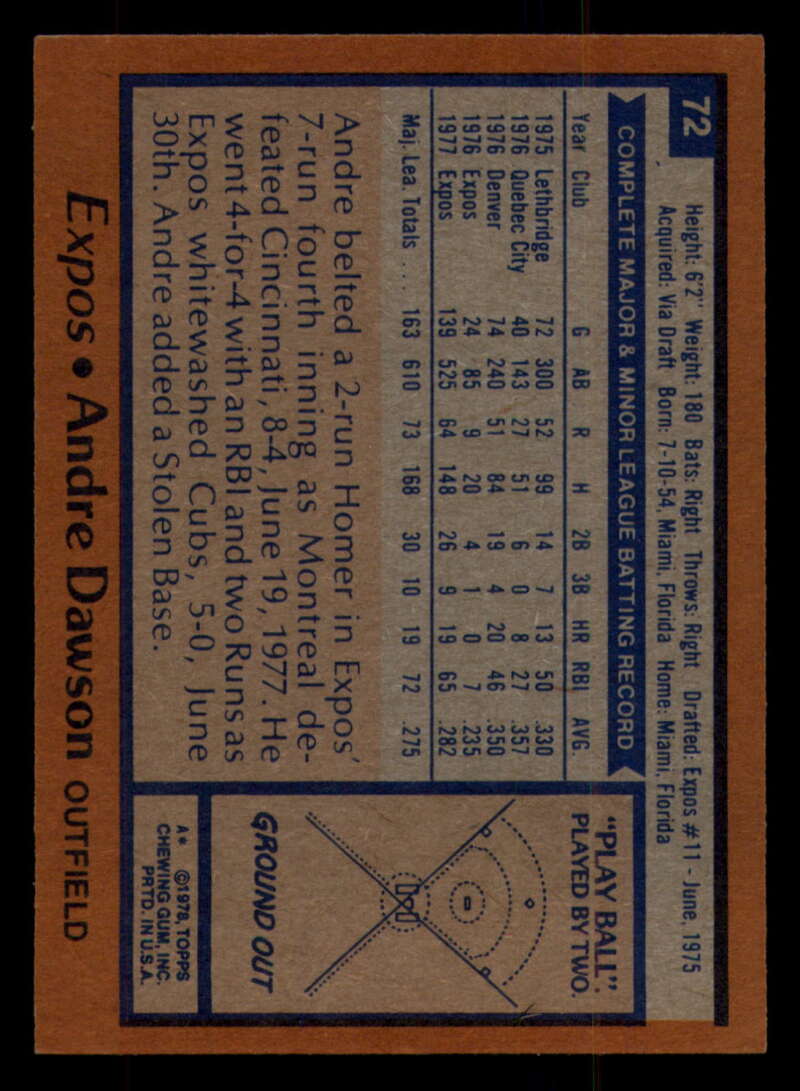 72
Height: 6'2" Weight: 180 Bats: Right Throws: Right Drafted: Expos #11 - June, 1975
Acquired: Via Draft Born: 7-10-54, Miami, Florida Home: Miami, Florida
COMPLETE MAJOR & MINOR LEAGUE BATTING RECORD
Year Club G AB R H 2B 3B HR RBI AVG.
1975 Lethbridge 72 300 52 99 14 7 13 50 .330
1976 Quebec City 40 143 27 51 6 0 8 27 .357
1976 Denver 74 240 51 84 19 4 20 46 .350
1976 Expos 24 85 9 20 4 1 0 7 .235
1977 Expos 139 525 64 148 26 9 19 65 .282
Maj. Lea. Totals ... 163 610 73 168 30 10 19 72 .275
Andre belted a 2-run Homer in Expos'
7-run fourth inning as Montreal de-
feated Cincinnati, 8-4, June 19, 1977. He
went 4-for-4 with an RBI and two Runs as
Expos whitewashed Cubs, 5-0, June
30th. Andre added a Stolen Base.
"PLAY BALL":
PLAYED BY TWO.
GROUND OUT
A* ©1978, TOPPS
CHEWING GUM, INC.
PRTD. IN U.S.A.
Expos • Andre Dawson OUTFIELD